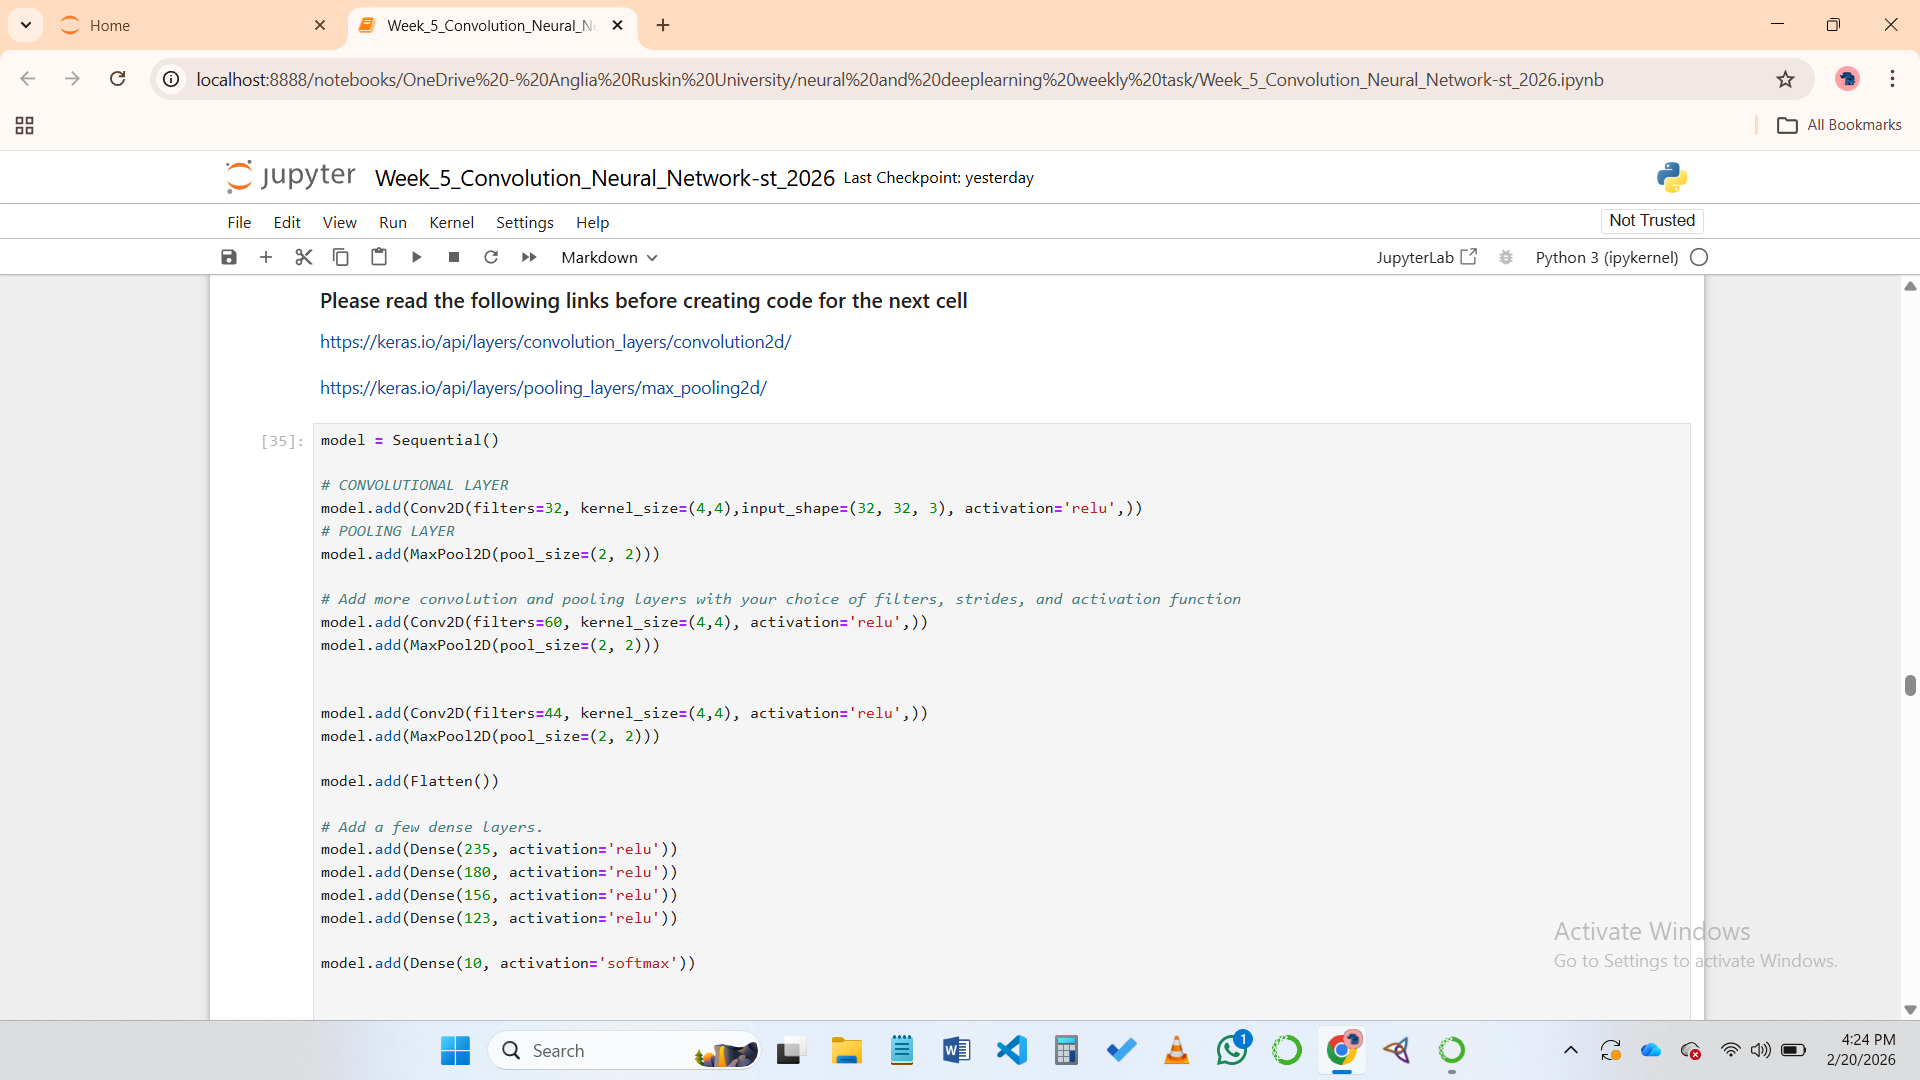 Home
Week_5_Convolution_Neural_N
localhost:8888/notebooks/OneDrive%20-%20Anglia%20Ruskin%20University/neural%20and%20deeplearning%20weekly%20task/Week_5_Convolution_Neural_Network-st_2026.ipynb
All Bookmarks
jupyter Week_5_Convolution_Neural_Network-st_2026 Last Checkpoint: yesterday
File Edit View Run Kernel Settings Help Not Trusted
Markdown JupyterLab Python 3 (ipykernel)
Please read the following links before creating code for the next cell
https://keras.io/api/layers/convolution_layers/convolution2d/
https://keras.io/api/layers/pooling_layers/max_pooling2d/
[35]: model = Sequential()
# CONVOLUTIONAL LAYER
model.add(Conv2D(filters=32, kernel_size=(4,4),input_shape=(32, 32, 3), activation='relu',))
# POOLING LAYER
model.add(MaxPool2D(pool_size=(2, 2)))
# Add more convolution and pooling layers with your choice of filters, strides, and activation function
model.add(Conv2D(filters=60, kernel_size=(4,4), activation='relu',))
model.add(MaxPool2D(pool_size=(2, 2)))
model.add(Conv2D(filters=44, kernel_size=(4,4), activation='relu',))
model.add(MaxPool2D(pool_size=(2, 2)))
model.add(Flatten())
# Add a few dense layers.
model.add(Dense(235, activation='relu'))
model.add(Dense(180, activation='relu'))
model.add(Dense(156, activation='relu'))
model.add(Dense(123, activation='relu'))
model.add(Dense(10, activation='softmax'))
Activate Windows
Go to Settings to activate Windows.
Search
1
4:24 PM
2/20/2026